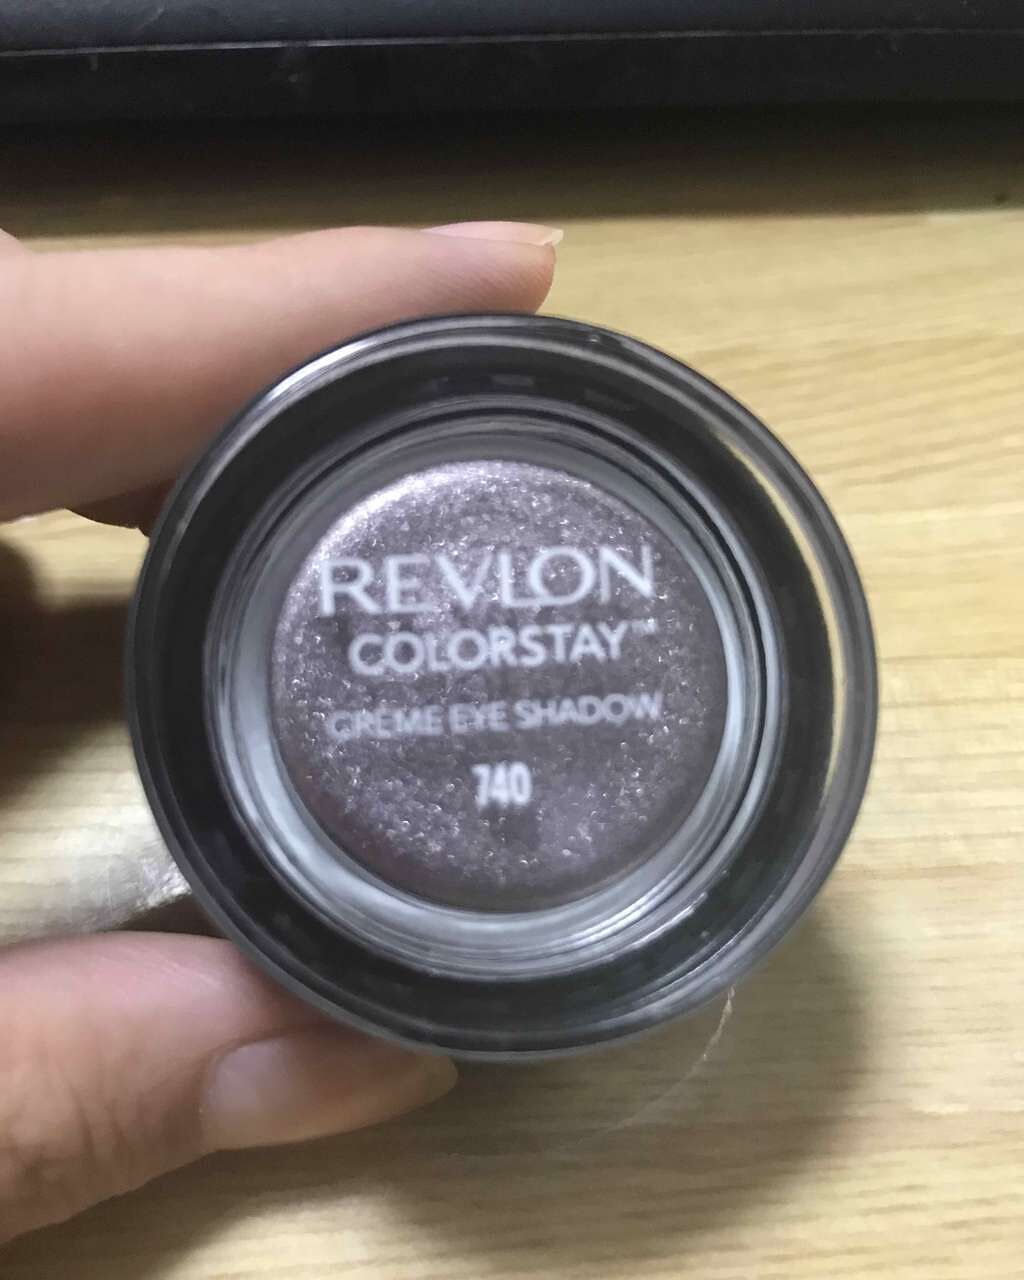 REVLON
COLORSTAY™
CREME EYE SHADOW
740